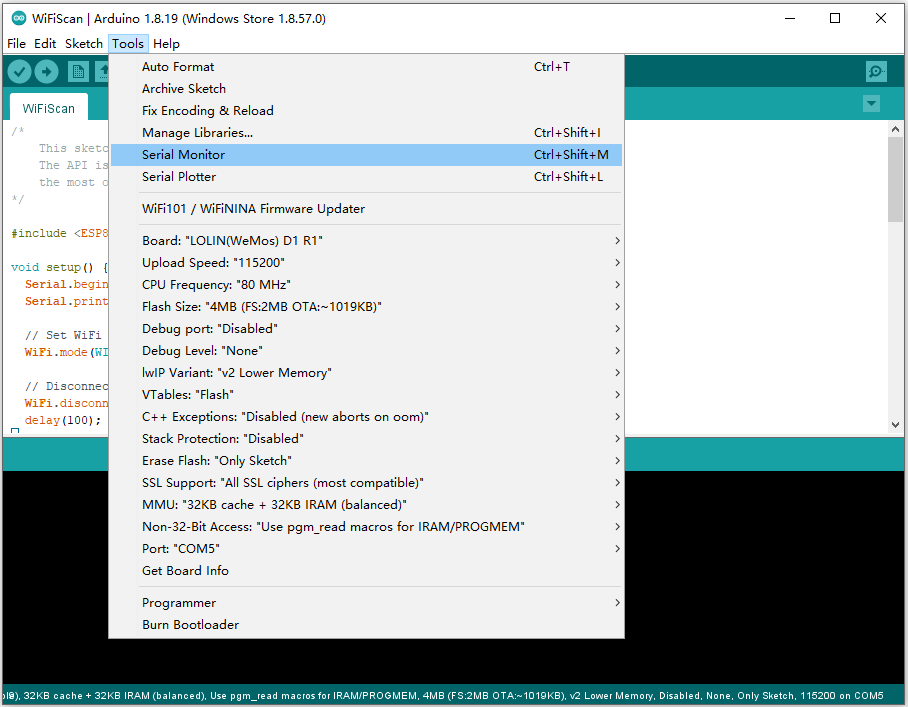 WiFiScan | Arduino 1.8.19 (Windows Store 1.8.57.0)
File Edit Sketch Tools Help
WiFiScan
/*
This sketc
The API is
the most o
*/
#include <ESP8
void setup() {
Serial.begin
Serial.print
// Set WiFi
WiFi.mode(WI
// Disconnec
WiFi.disconn
delay(100);
Auto Format Ctrl+T
Archive Sketch
Fix Encoding & Reload
Manage Libraries... Ctrl+Shift+I
Serial Monitor Ctrl+Shift+M
Serial Plotter Ctrl+Shift+L
WiFi101 / WiFiNINA Firmware Updater
Board: "LOLIN(WeMos) D1 R1"
Upload Speed: "115200"
CPU Frequency: "80 MHz"
Flash Size: "4MB (FS:2MB OTA:~1019KB)"
Debug port: "Disabled"
Debug Level: "None"
lwIP Variant: "v2 Lower Memory"
VTables: "Flash"
C++ Exceptions: "Disabled (new aborts on oom)"
Stack Protection: "Disabled"
Erase Flash: "Only Sketch"
SSL Support: "All SSL ciphers (most compatible)"
MMU: "32KB cache + 32KB IRAM (balanced)"
Non-32-Bit Access: "Use pgm_read macros for IRAM/PROGMEM"
Port: "COM5"
Get Board Info
Programmer
Burn Bootloader
), 32KB cache + 32KB IRAM (balanced), Use pgm_read macros for IRAM/PROGMEM, 4MB (FS:2MB OTA:~1019KB), v2 Lower Memory, Disabled, None, Only Sketch, 115200 on COM5